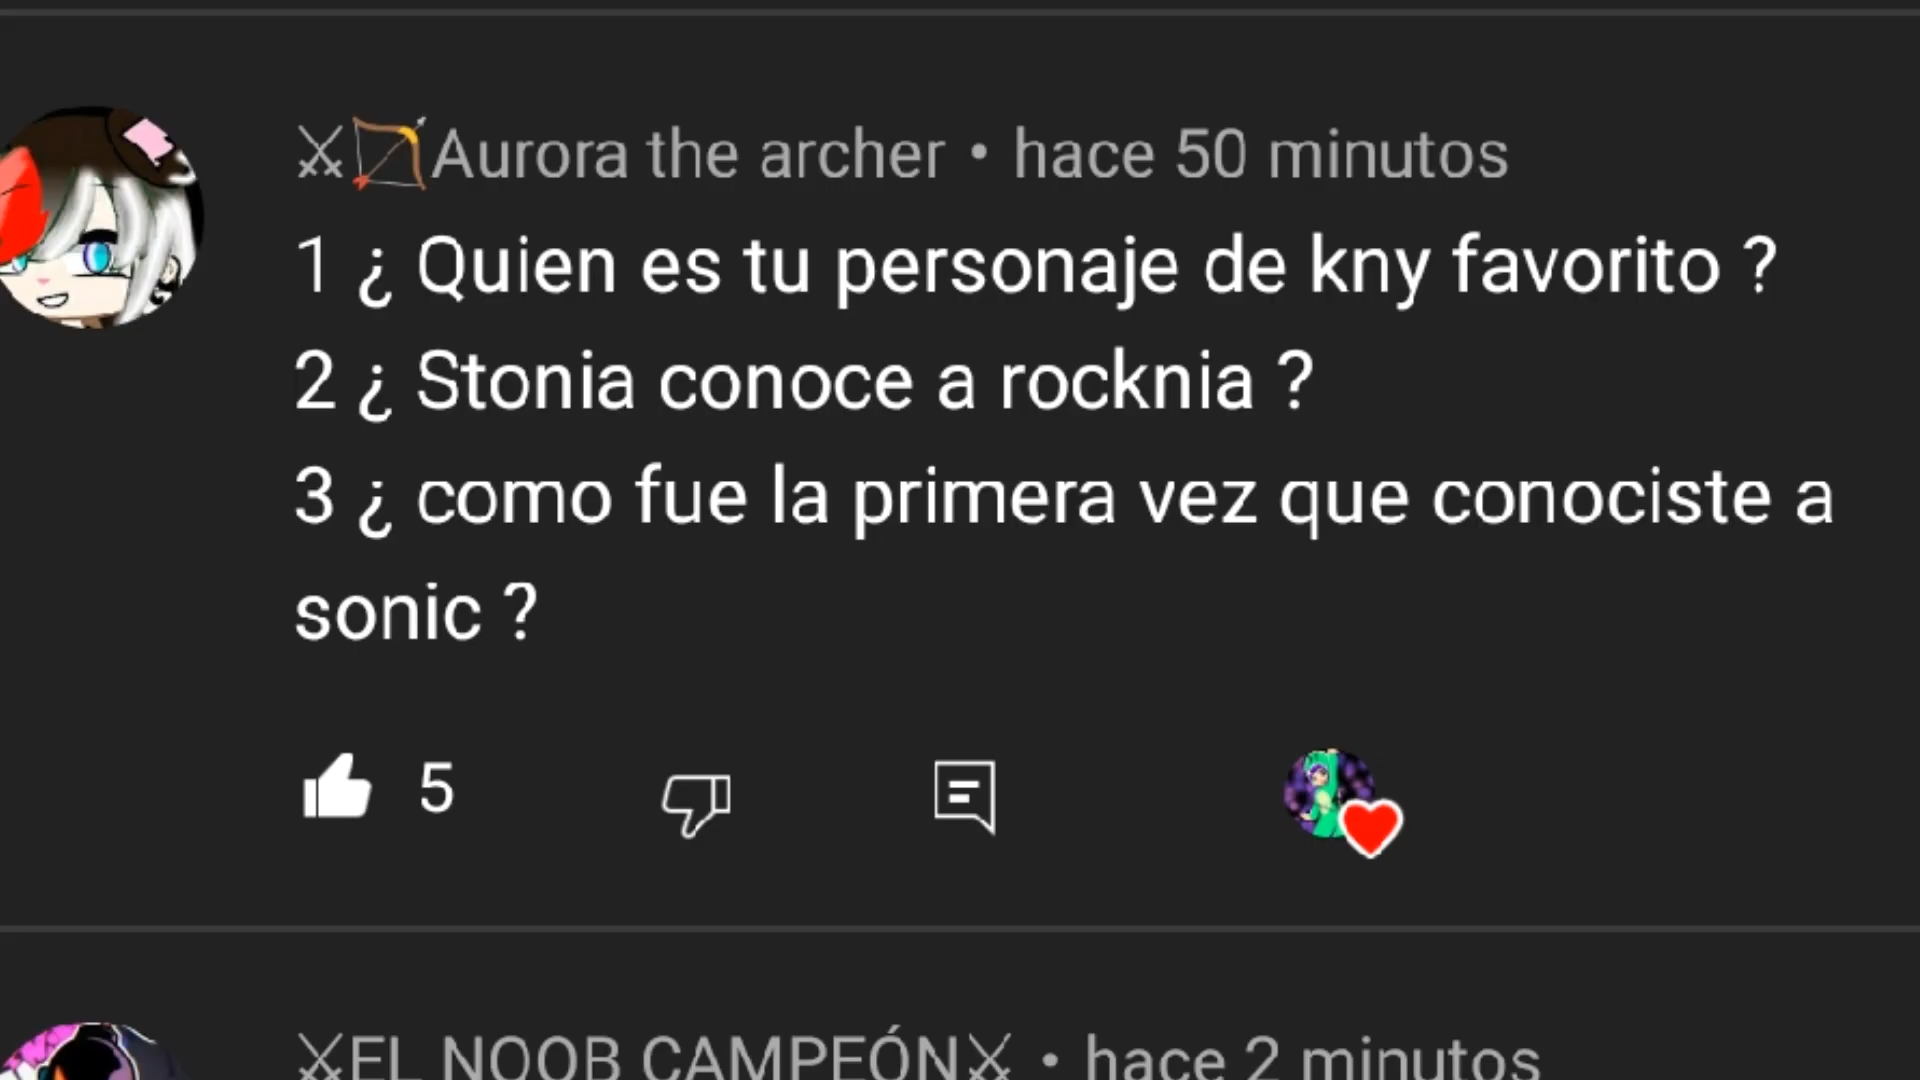 ⚔🏹Aurora the archer • hace 50 minutos
1 ¿ Quien es tu personaje de kny favorito ?
2 ¿ Stonia conoce a rocknia ?
3 ¿ como fue la primera vez que conociste a
sonic ?
5
⚔EL NOOB CAMPEÓN⚔ • hace 2 minutos